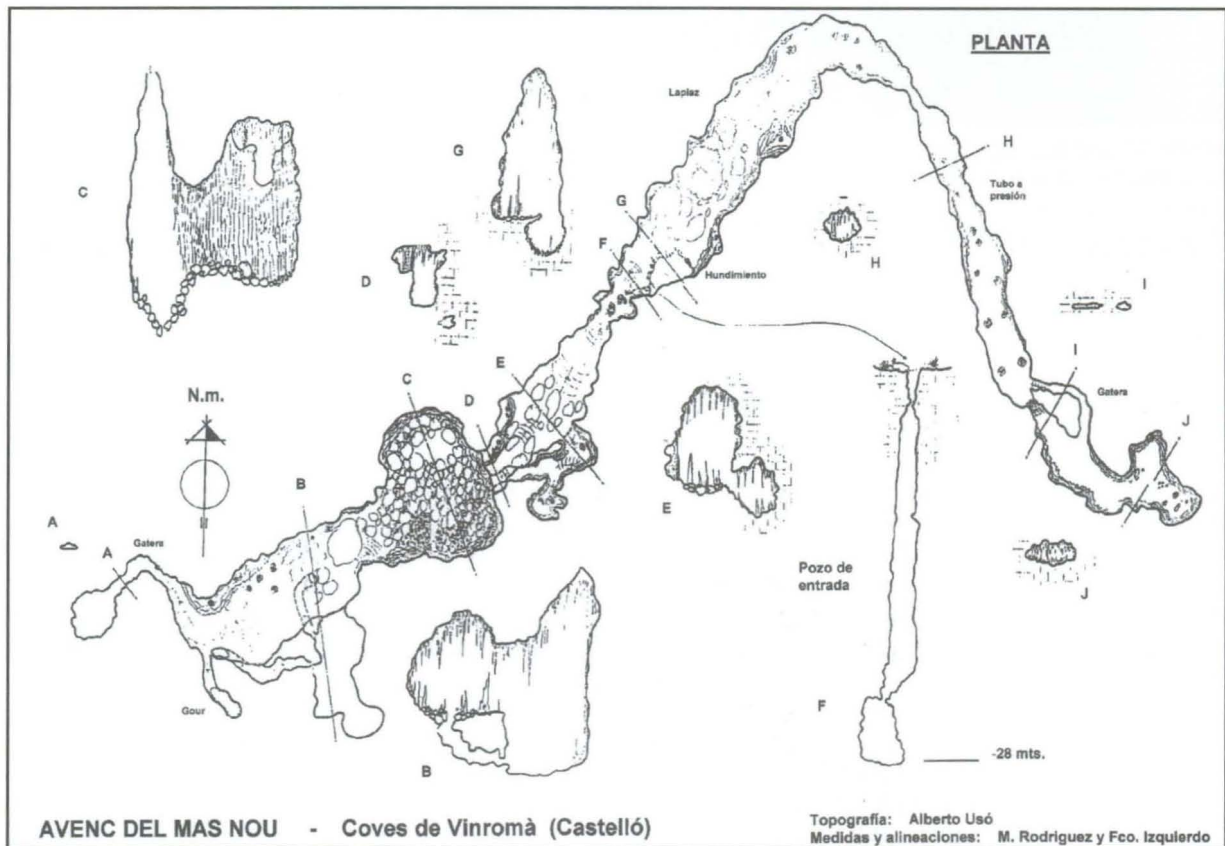 PLANTA
Lapiaz
G
H
C
Tubo a
presión
G
F
D
Hundimiento
H
I
E
C
I
N.m.
D
Gatera
J
B
E
A
A
Gatera
Pozo de
entrada
J
Gour
F
B
-28 mts.
AVENC DEL MAS NOU - Coves de Vinromà (Castelló)
Topografía: Alberto Usó
Medidas y alineaciones: M. Rodriguez y Fco. Izquierdo